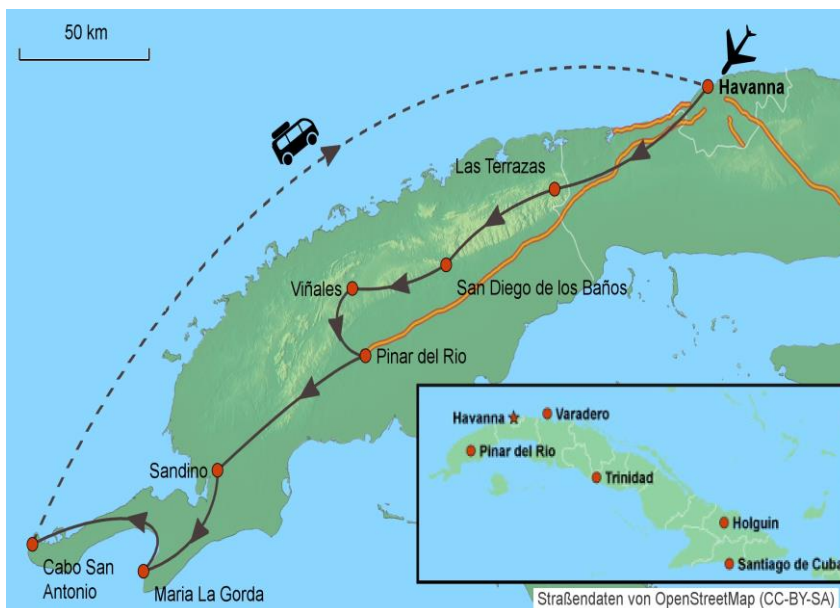 50 km
Havanna
Las Terrazas
San Diego de los Baños
Viñales
Pinar del Rio
Sandino
Cabo San
Antonio
Maria La Gorda
Havanna
Varadero
Pinar del Rio
Trinidad
Holguin
Santiago de Cuba
Straßendaten von OpenStreetMap (CC-BY-SA)